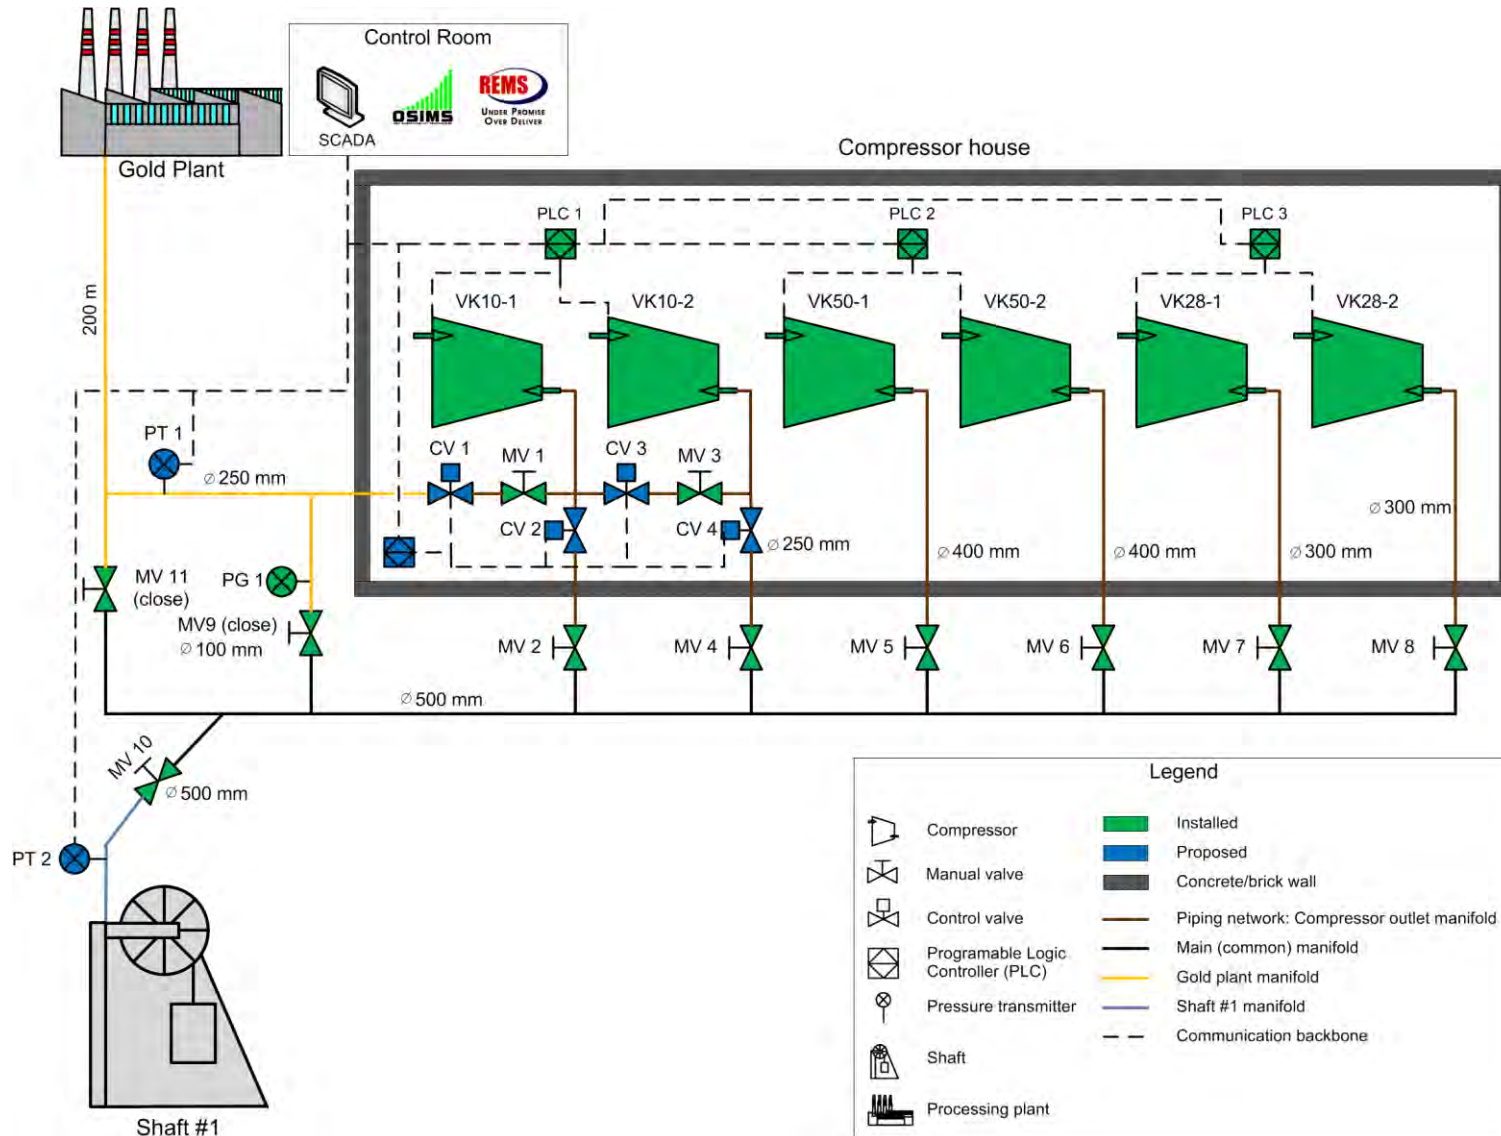 Control Room
SCADA
OSIMS
REMS
UNDER PROMISE
OVER DELIVER
Gold Plant
Compressor house
PLC 1
PLC 2
PLC 3
VK10-1
VK10-2
VK50-1
VK50-2
VK28-1
VK28-2
200 m
PT 1
∅ 250 mm
CV 1
MV 1
CV 3
MV 3
CV 2
CV 4
∅ 250 mm
∅ 400 mm
∅ 400 mm
∅ 300 mm
∅ 300 mm
MV 11
(close)
PG 1
MV9 (close)
∅ 100 mm
MV 2
MV 4
MV 5
MV 6
MV 7
MV 8
∅ 500 mm
MV 10
∅ 500 mm
PT 2
Shaft #1
Legend
Compressor
Manual valve
Control valve
Programable Logic
Controller (PLC)
Pressure transmitter
Shaft
Processing plant
Installed
Proposed
Concrete/brick wall
Piping network: Compressor outlet manifold
Main (common) manifold
Gold plant manifold
Shaft #1 manifold
Communication backbone